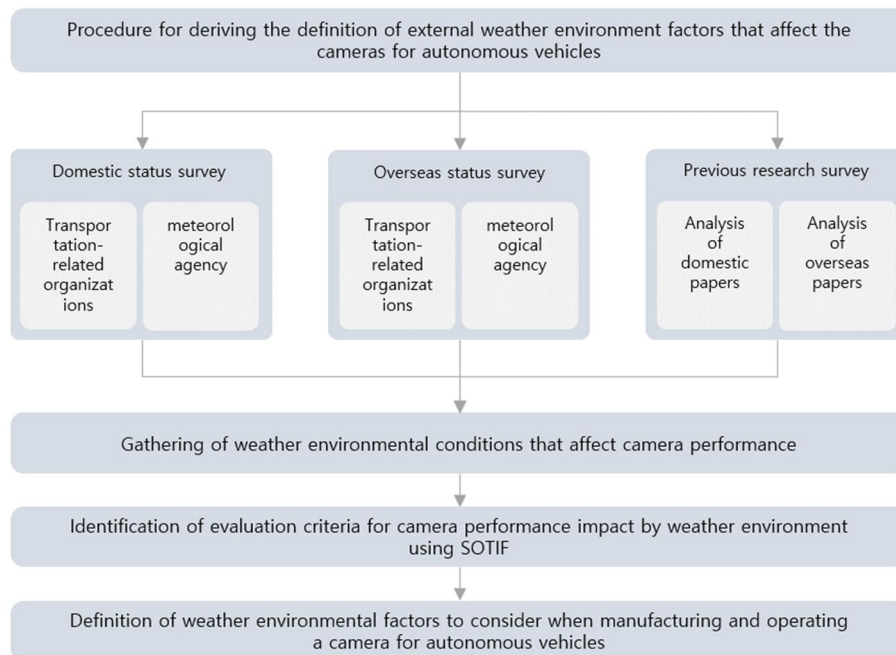 Procedure for deriving the definition of external weather environment factors that affect the
cameras for autonomous vehicles
Domestic status survey
Transpor
tation-
related
organizat
ions
meteorol
ogical
agency
Overseas status survey
Transpor
tation-
related
organizat
ions
meteorol
ogical
agency
Previous research survey
Analysis
of
domestic
papers
Analysis
of
overseas
papers
Gathering of weather environmental conditions that affect camera performance
Identification of evaluation criteria for camera performance impact by weather environment
using SOTIF
Definition of weather environmental factors to consider when manufacturing and operating
a camera for autonomous vehicles